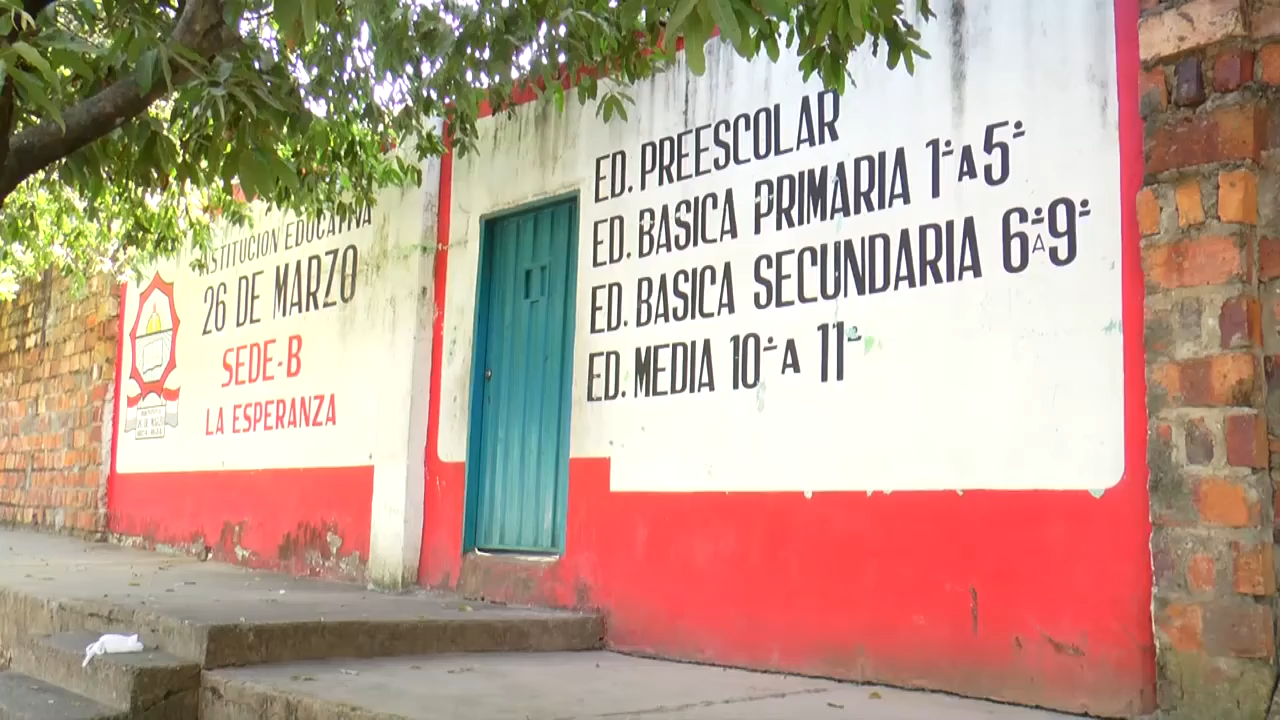 INSTITUCION EDUCATIVA
26 DE MARZO
SEDE-B
LA ESPERANZA
ED. PREESCOLAR
ED. BASICA PRIMARIA 1º A 5º
ED. BASICA SECUNDARIA 6º A 9º
ED. MEDIA 10º A 11º